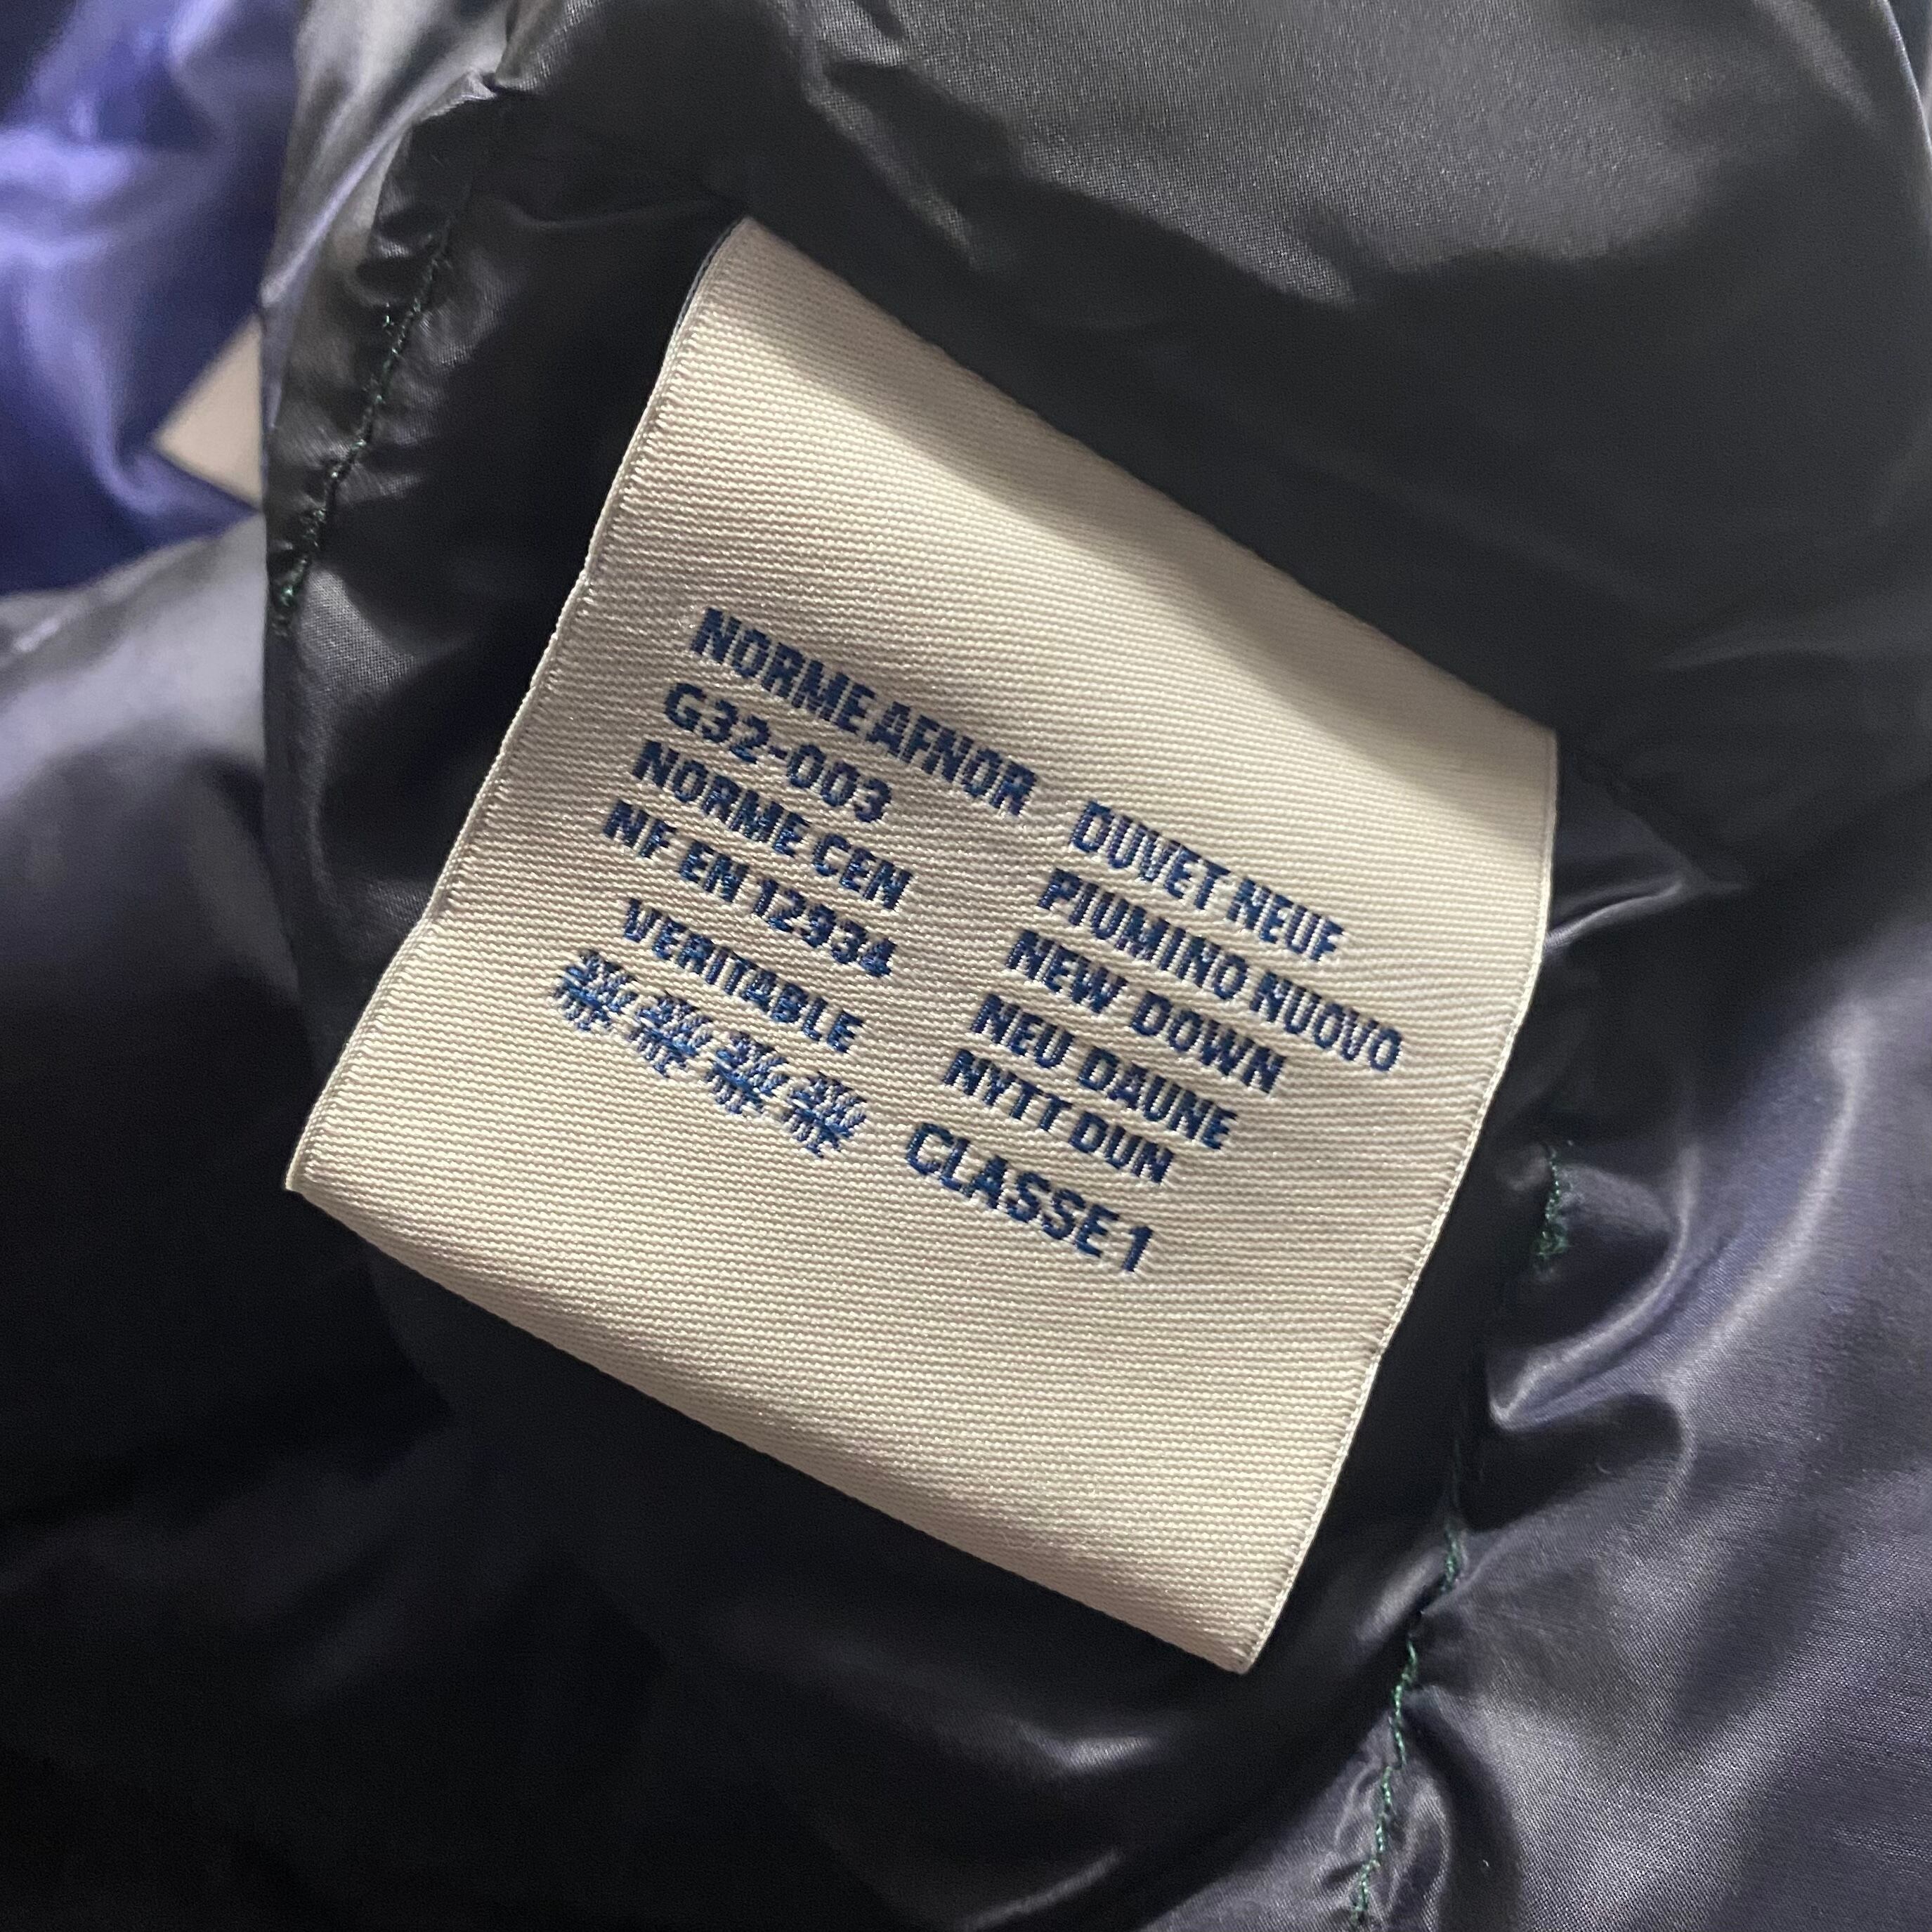 NORME AFNOR
G32-003
NORME CEN
NF EN 12934
VERITABLE
DUVET NEUF
PIUMINO NUOVO
NEW DOWN
NEU DAUNE
NYTT DUN
CLASSE 1